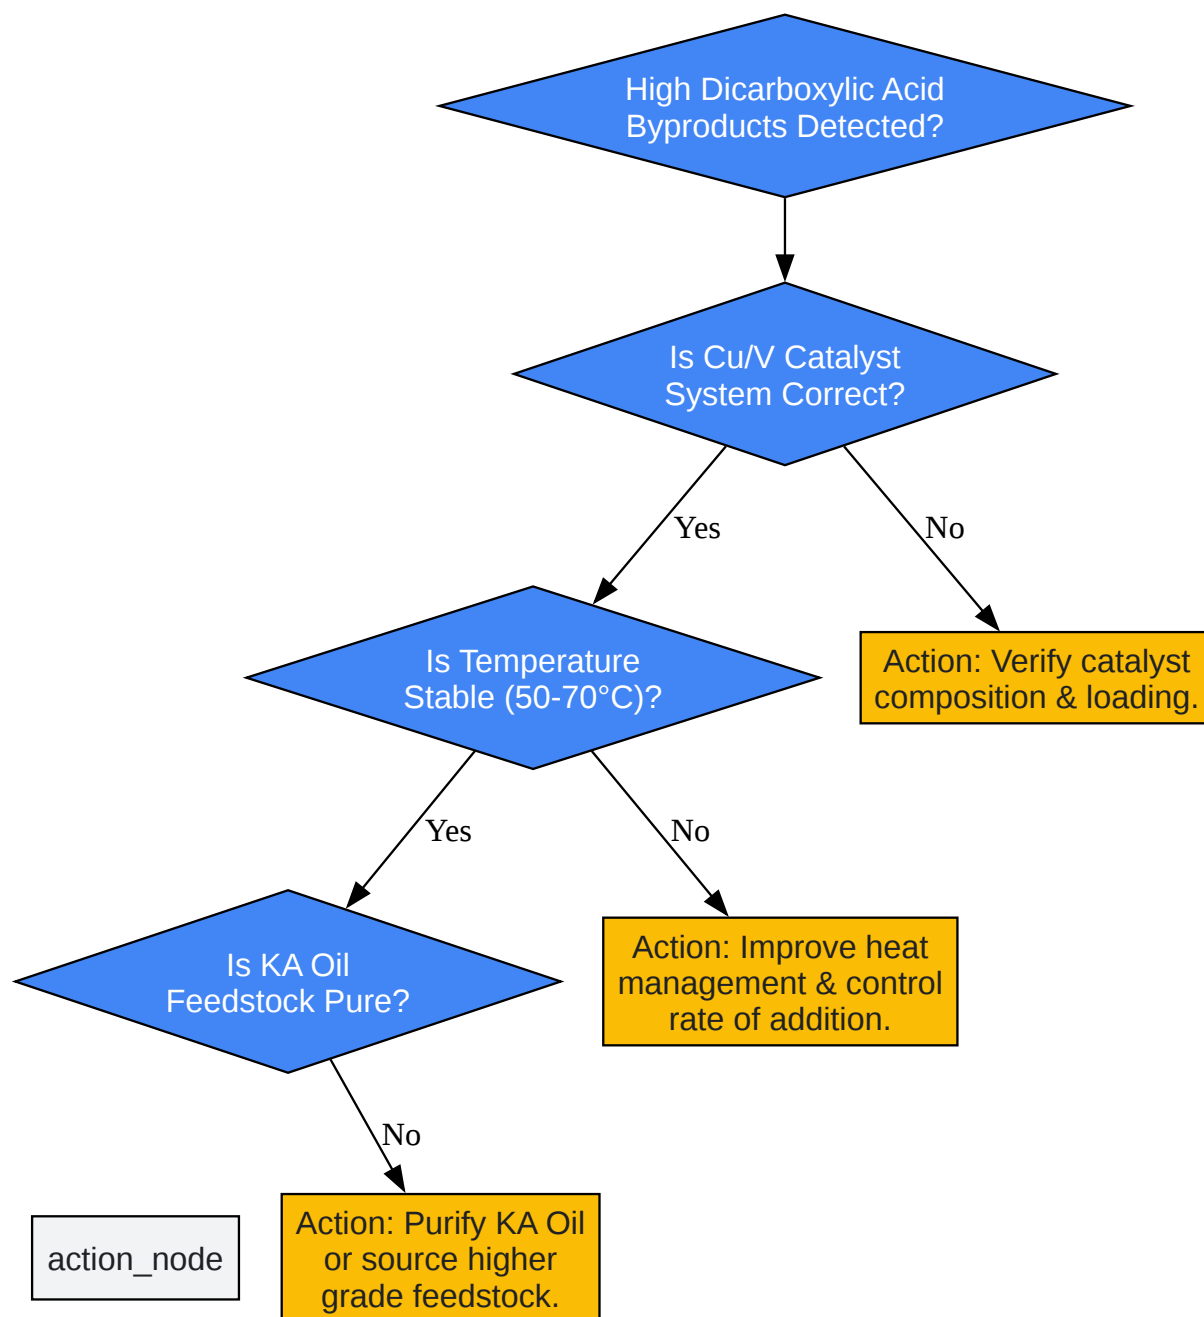 High Dicarboxylic Acid
Byproducts Detected?
Is Cu/V Catalyst
System Correct?
Yes
No
Is Temperature
Stable (50-70°C)?
Action: Verify catalyst
composition & loading.
Yes
No
Is KA Oil
Feedstock Pure?
Action: Improve heat
management & control
rate of addition.
No
action_node
Action: Purify KA Oil
or source higher
grade feedstock.